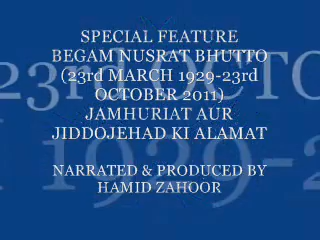 SPECIAL FEATURE
BEGAM NUSRAT BHUTTO
(23rd MARCH 1929-23rd
OCTOBER 2011)
JAMHURIAT AUR
JIDDOJEHAD KI ALAMAT
NARRATED & PRODUCED BY
HAMID ZAHOOR